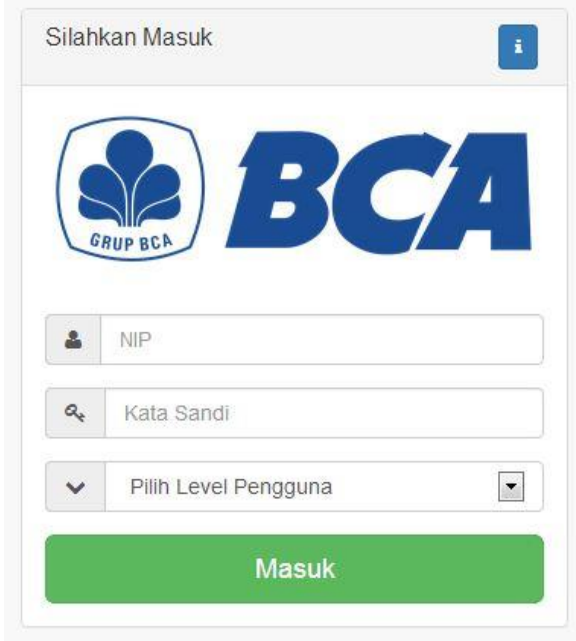 Silahkan Masuk
i
GRUP BCA
BCA
NIP
Kata Sandi
Pilih Level Pengguna
Masuk